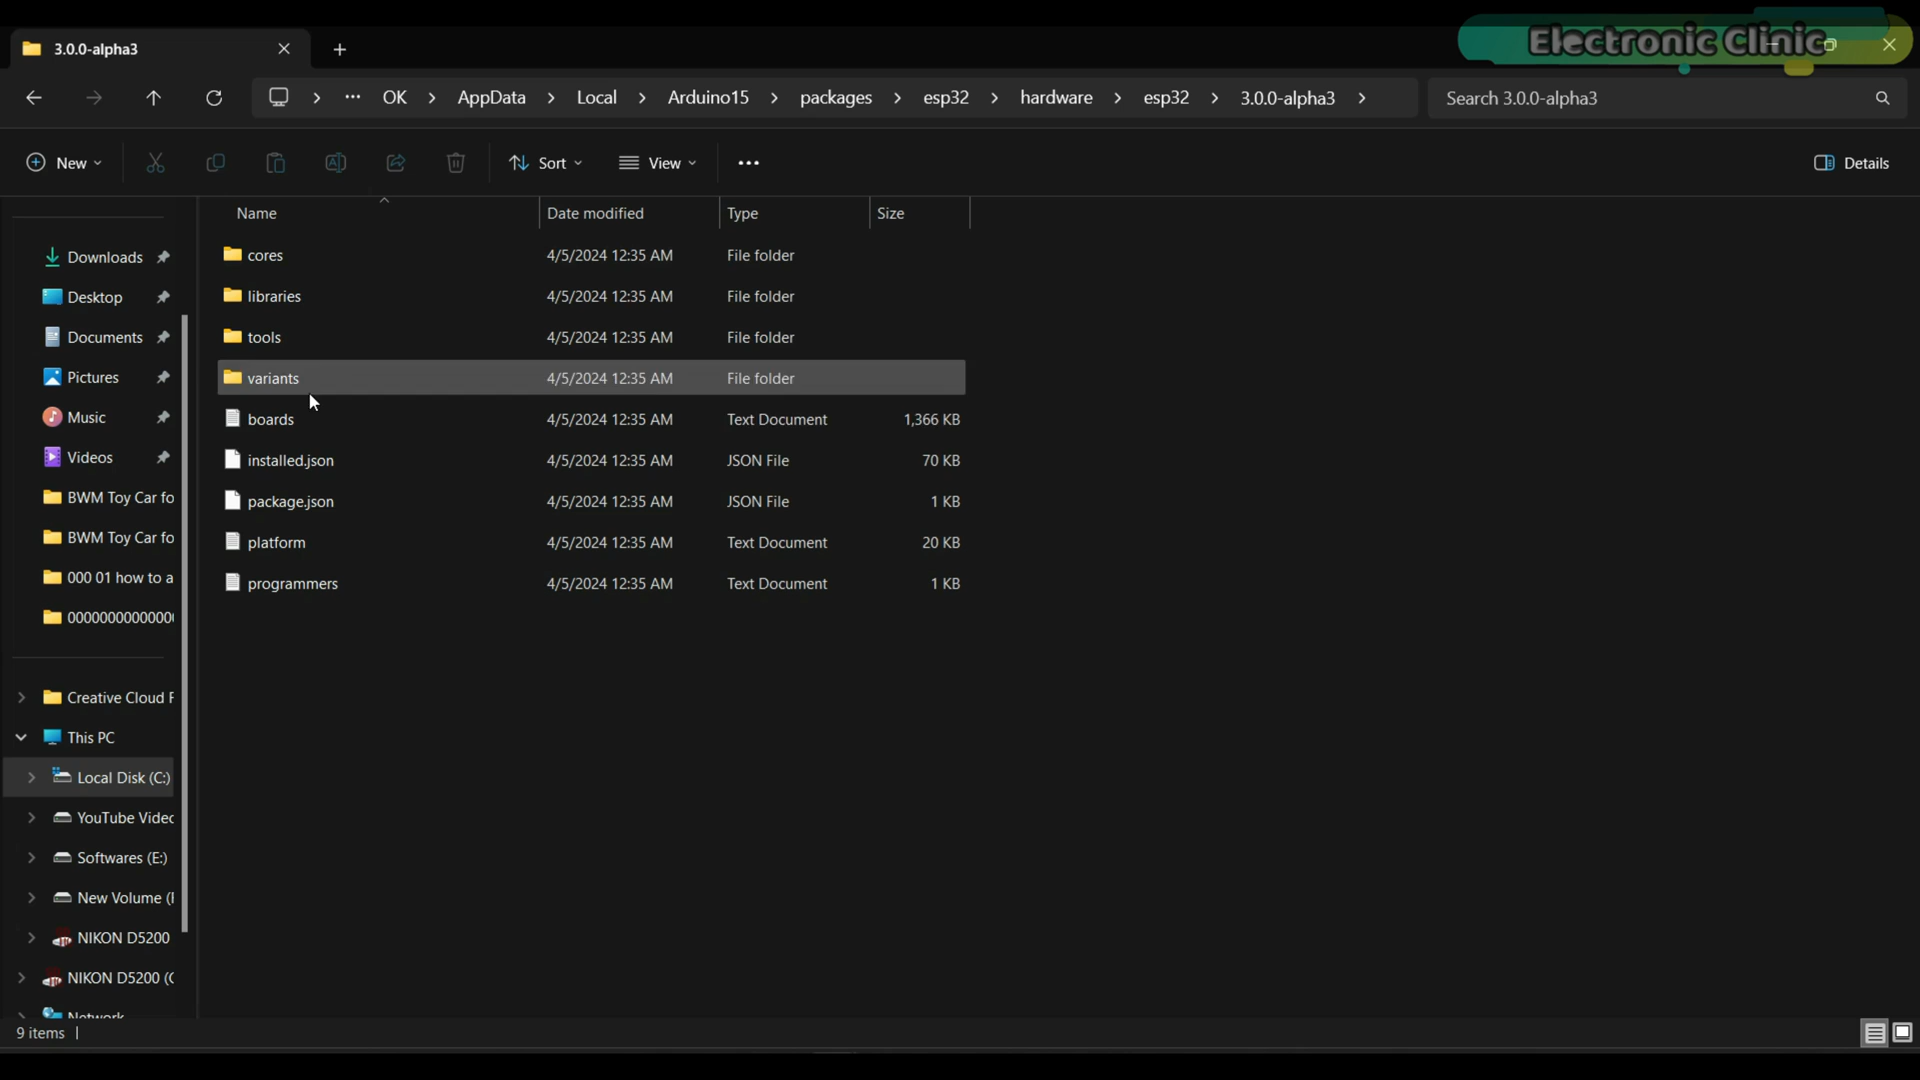 3.0.0-alpha3
Electronic Clinic
OK > AppData > Local > Arduino15 > packages > esp32 > hardware > esp32 > 3.0.0-alpha3 >
Search 3.0.0-alpha3
New
Sort
View
Details
Name Date modified Type Size
cores 4/5/2024 12:35 AM File folder
libraries 4/5/2024 12:35 AM File folder
tools 4/5/2024 12:35 AM File folder
variants 4/5/2024 12:35 AM File folder
boards 4/5/2024 12:35 AM Text Document 1,366 KB
installed.json 4/5/2024 12:35 AM JSON File 70 KB
package.json 4/5/2024 12:35 AM JSON File 1 KB
platform 4/5/2024 12:35 AM Text Document 20 KB
programmers 4/5/2024 12:35 AM Text Document 1 KB
Downloads
Desktop
Documents
Pictures
Music
Videos
BWM Toy Car fo
BWM Toy Car fo
000 01 how to a
Creative Cloud F
This PC
Local Disk (C:)
YouTube Videc
Softwares (E:)
New Volume (
NIKON D5200
NIKON D5200 (
Network
9 items